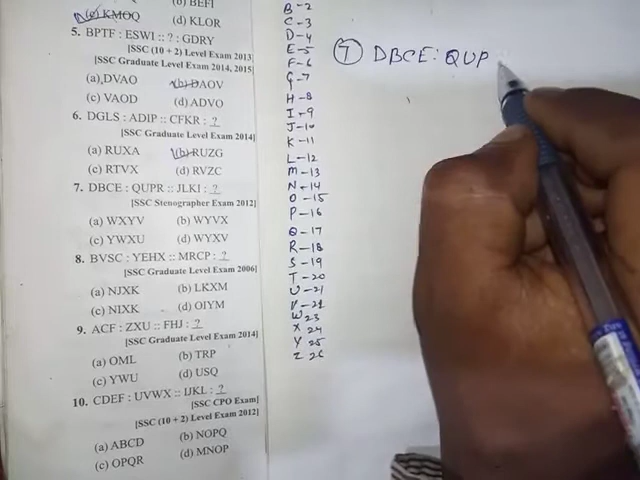 (b) BEFI
(c) KMOQ (d) KLOR
5. BPTF : ESWI :: ? : GDRY
[SSC (10 + 2) Level Exam 2013]
[SSC Graduate Level Exam 2014, 2015]
(a) DVAO (b) DAOV
(c) VAOD (d) ADVO
6. DGLS : ADIP :: CFKR : ?
[SSC Graduate Level Exam 2014]
(a) RUXA (b) RUZG
(c) RTVX (d) RVZC
7. DBCE : QUPR :: JLKI : ?
[SSC Stenographer Exam 2012]
(a) WXYV (b) WYVX
(c) YWXU (d) WYXV
8. BVSC : YEHX :: MRCP : ?
[SSC Graduate Level Exam 2006]
(a) NJXK (b) LKXM
(c) NIXK (d) OIYM
9. ACF : ZXU :: FHJ : ?
[SSC Graduate Level Exam 2014]
(a) OML (b) TRP
(c) YWU (d) USQ
10. CDEF : UVWX :: IJKL : ?
[SSC CPO Exam]
[SSC (10 + 2) Level Exam 2012]
(a) ABCD (b) NOPQ
(c) OPQR (d) MNOP
B-2
C-3
D-4
E-5
F-6
G-7
H-8
I-9
J-10
K-11
L-12
M-13
N-14
O-15
P-16
Q-17
R-18
S-19
T-20
U-21
V-21
W 23
X 24
Y 25
Z 26
7 DBCE: QUP